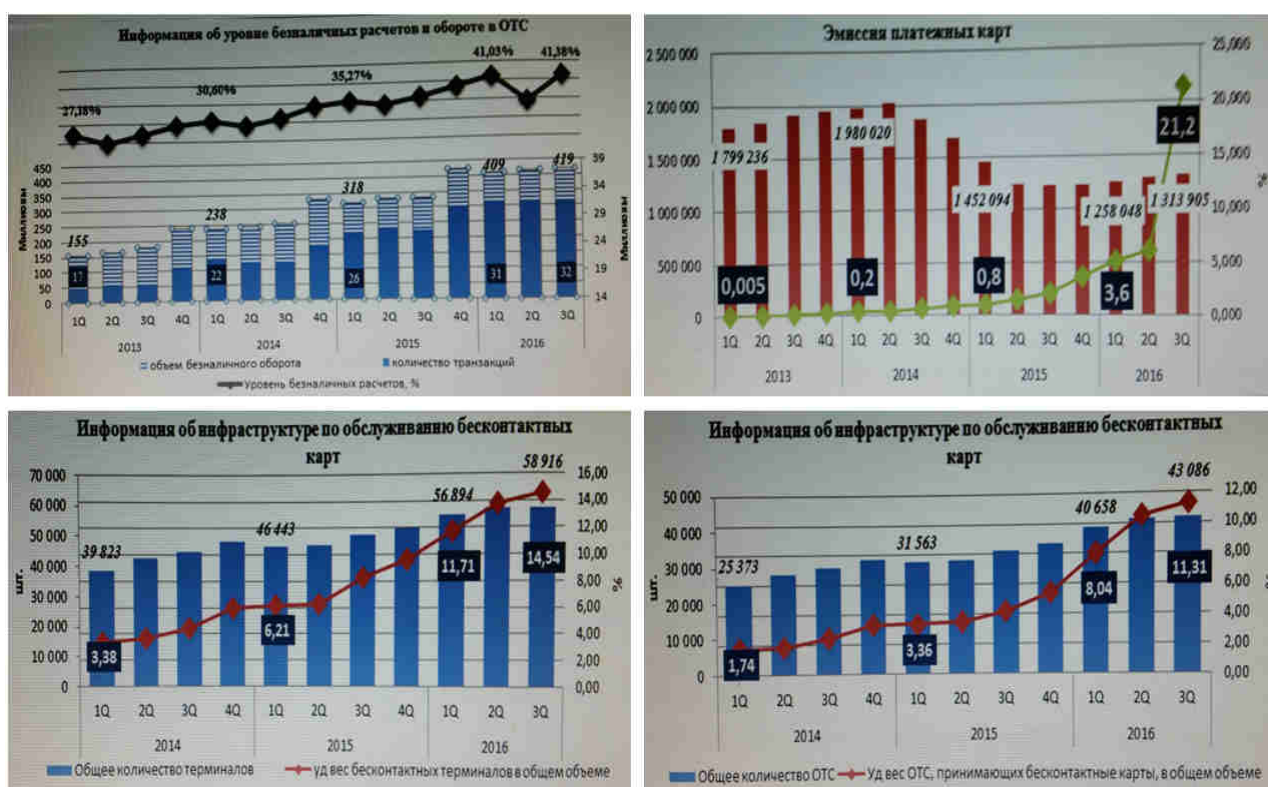 Информация об уровне безналичных расчетов и обороте в ОТС
27,18%
30,60%
35,27%
41,03%
41,38%
Миллионы
450
400
350
300
250
200
150
100
50
0
155
238
318
409
419
17
22
26
31
32
39
34
29
24
19
14
Миллионы
1Q 2Q 3Q 4Q 1Q 2Q 3Q 4Q 1Q 2Q 3Q 4Q 1Q 2Q 3Q
2013 2014 2015 2016
объем безналичного оборота
количество транзакций
Уровень безналичных расчетов, %
Эмиссия платежных карт
2 500 000
2 000 000
1 500 000
1 000 000
500 000
0
1 799 236
1 980 020
1 452 094
1 258 048
1 313 905
0,005
0,2
0,8
3,6
21,2
25,000
20,000
15,000
10,000
5,000
0,000
%
1Q 2Q 3Q 4Q 1Q 2Q 3Q 4Q 1Q 2Q 3Q 4Q 1Q 2Q 3Q
2013 2014 2015 2016
Информация об инфраструктуре по обслуживанию бесконтактных
карт
шт.
70 000
60 000
50 000
40 000
30 000
20 000
10 000
0
39 823
46 443
56 894
58 916
3,38
6,21
11,71
14,54
16,00
14,00
12,00
10,00
8,00
6,00
4,00
2,00
0,00
%
1Q 2Q 3Q 4Q 1Q 2Q 3Q 4Q 1Q 2Q 3Q
2014 2015 2016
Общее количество терминалов
уд вес бесконтактных терминалов в общем объеме
Информация об инфраструктуре по обслуживанию бесконтактных
карт
шт.
50 000
40 000
30 000
20 000
10 000
0
25 373
31 563
40 658
43 086
1,74
3,36
8,04
11,31
12,00
10,00
8,00
6,00
4,00
2,00
0,00
%
1Q 2Q 3Q 4Q 1Q 2Q 3Q 4Q 1Q 2Q 3Q
2014 2015 2016
Общее количество ОТС
Уд вес ОТС, принимающих бесконтактные карты, в общем объеме